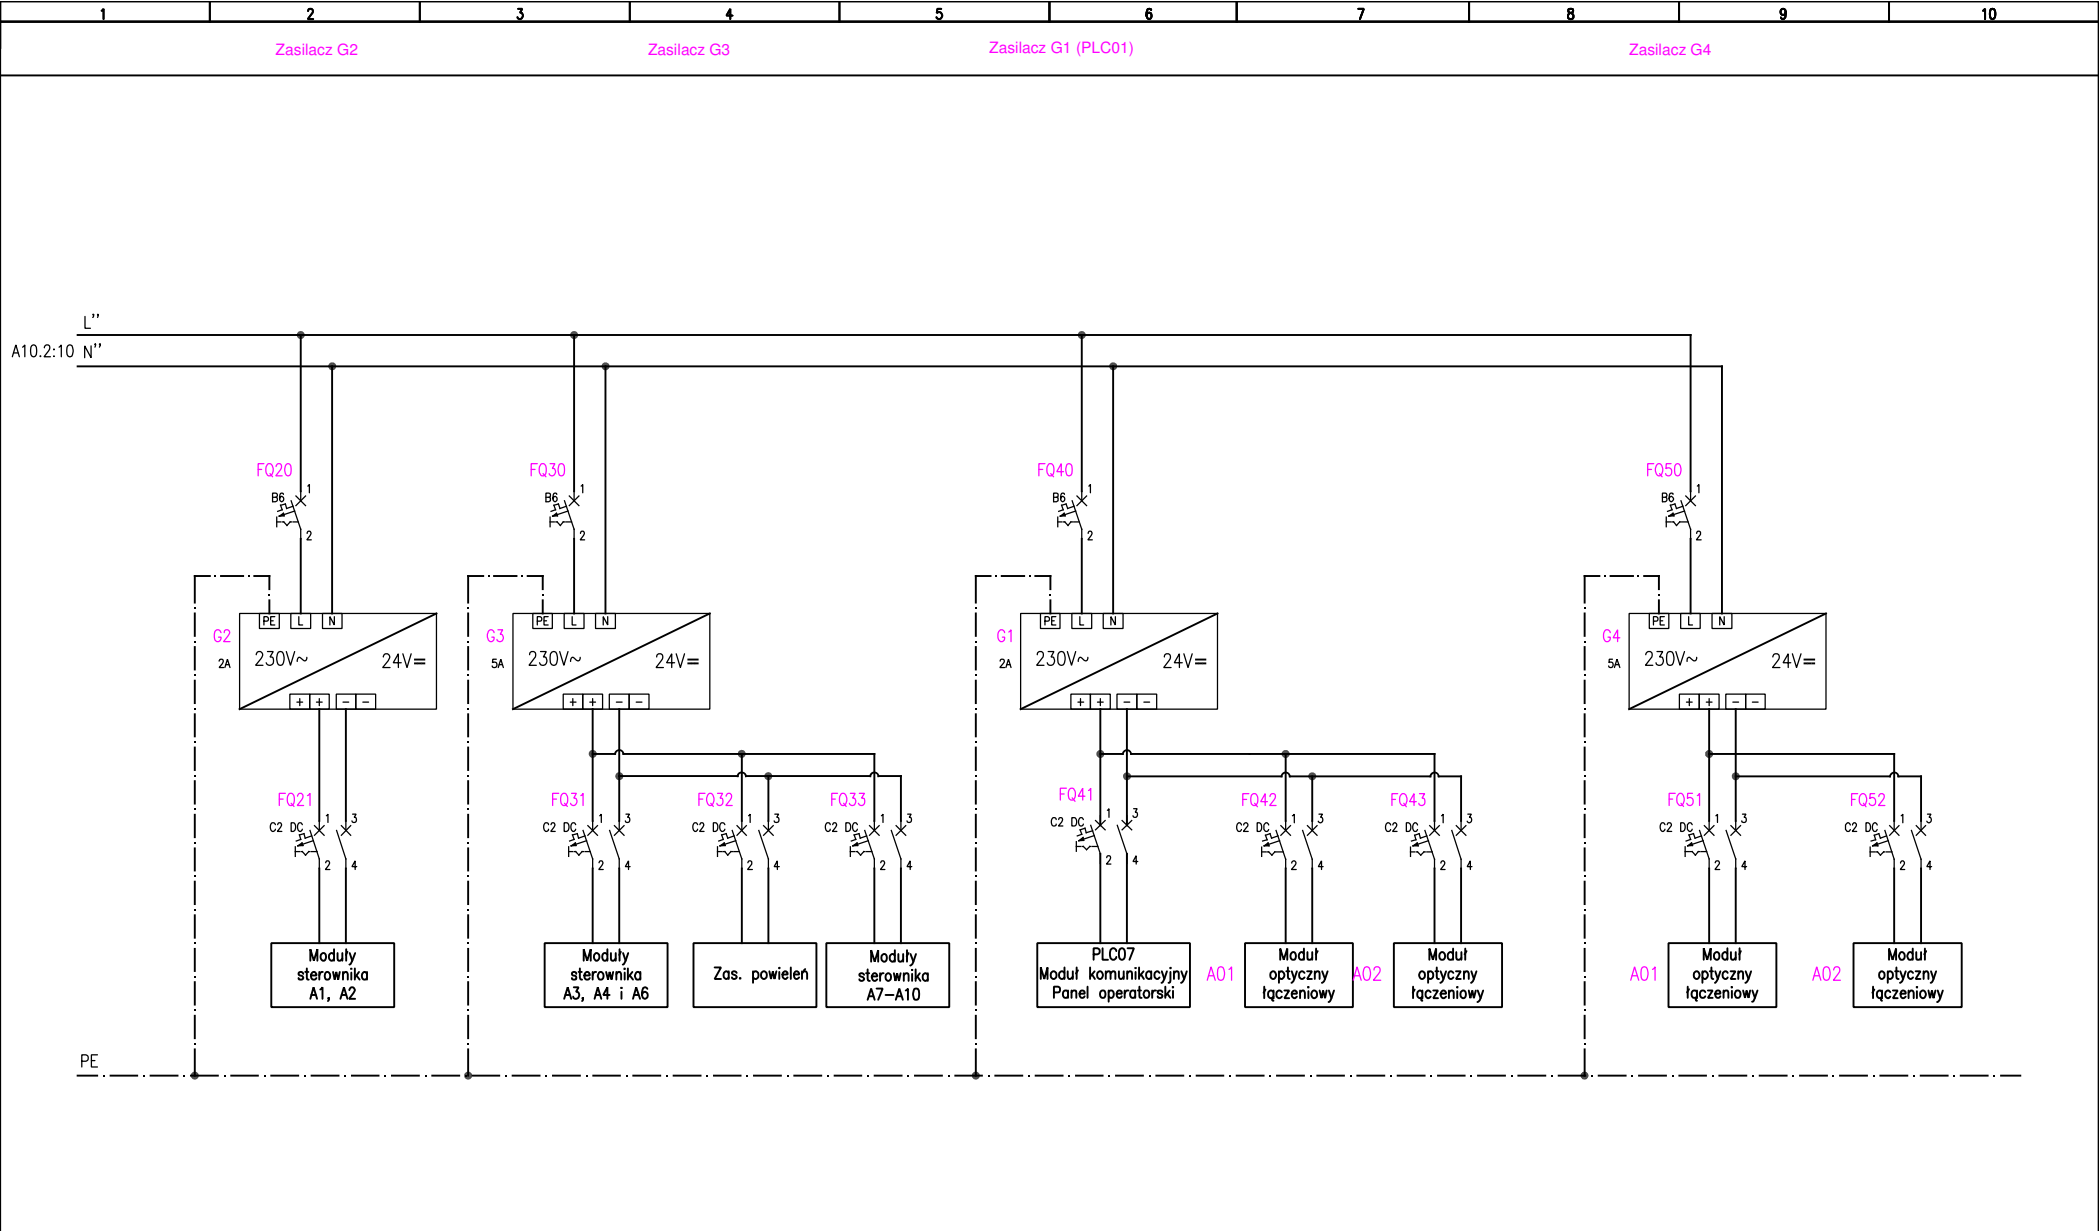 1 2 3 4 5 6 7 8 9 10
Zasilacz G2 Zasilacz G3 Zasilacz G1 (PLC01) Zasilacz G4
L''
A10.2:10 N''
FQ20 FQ30 FQ40 FQ50
B6 1 B6 1 B6 1 B6 1
2 2 2 2
PE L N PE L N PE L N PE L N
G2 G3 G1 G4
2A 230V~ 24V= 5A 230V~ 24V= 2A 230V~ 24V= 5A 230V~ 24V=
+ + - - + + - - + + - - + + - -
FQ21 FQ31 FQ32 FQ33 FQ41 FQ42 FQ43 FQ51 FQ52
C2 DC 1 3 C2 DC 1 3 C2 DC 1 3 C2 DC 1 3 C2 DC 1 3 C2 DC 1 3 C2 DC 1 3 C2 DC 1 3 C2 DC 1 3
2 4 2 4 2 4 2 4 2 4 2 4 2 4 2 4 2 4
Moduły
sterownika
A1, A2
Moduły
sterownika
A3, A4 i A6
Zas. powieleń
Moduły
sterownika
A7-A10
PLC07
Moduł komunikacyjny
Panel operatorski
AO1
Moduł
optyczny
łączeniowy
AO2
Moduł
optyczny
łączeniowy
AO1
Moduł
optyczny
łączeniowy
AO2
Moduł
optyczny
łączeniowy
PE